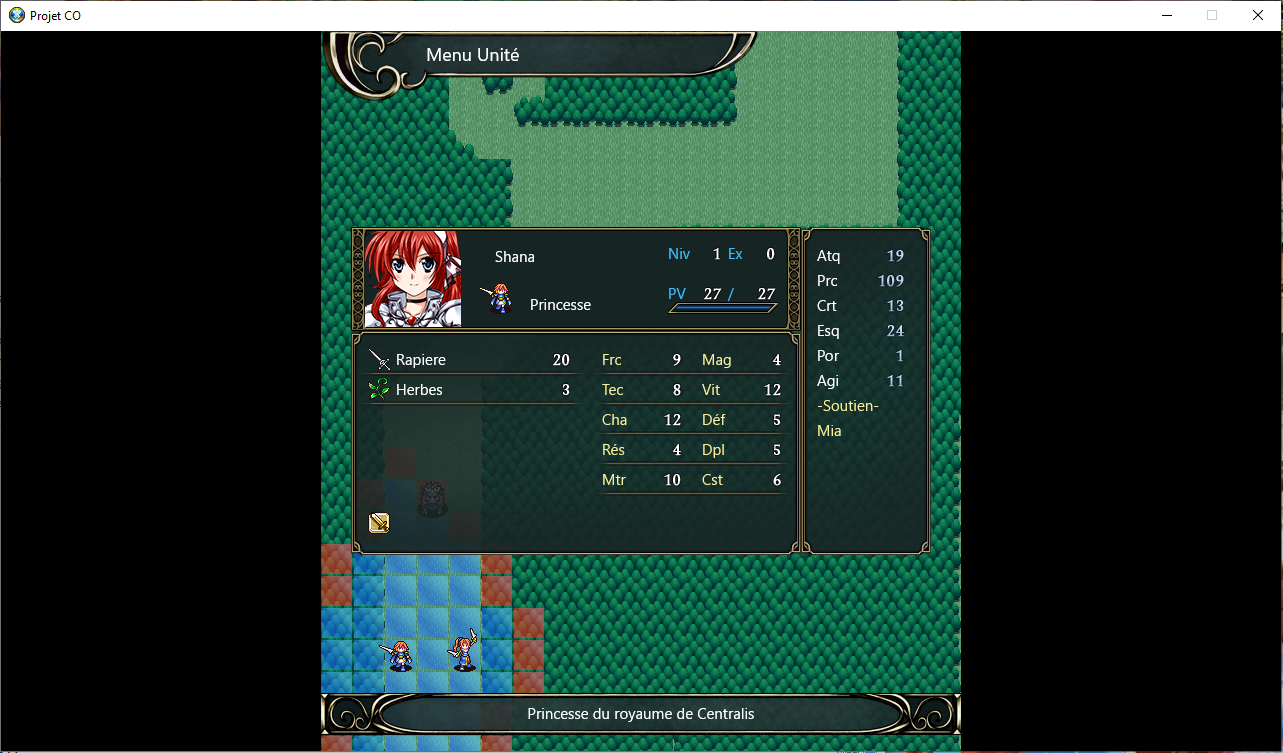 Projet CO
Menu Unité
Shana
Niv 1 Ex 0
Princesse
PV 27 / 27
Rapiere 20
Herbes 3
Frc 9 Mag 4
Tec 8 Vit 12
Cha 12 Déf 5
Rés 4 Dpl 5
Mtr 10 Cst 6
Atq 19
Prc 109
Crt 13
Esq 24
Por 1
Agi 11
-Soutien-
Mia
Princesse du royaume de Centralis